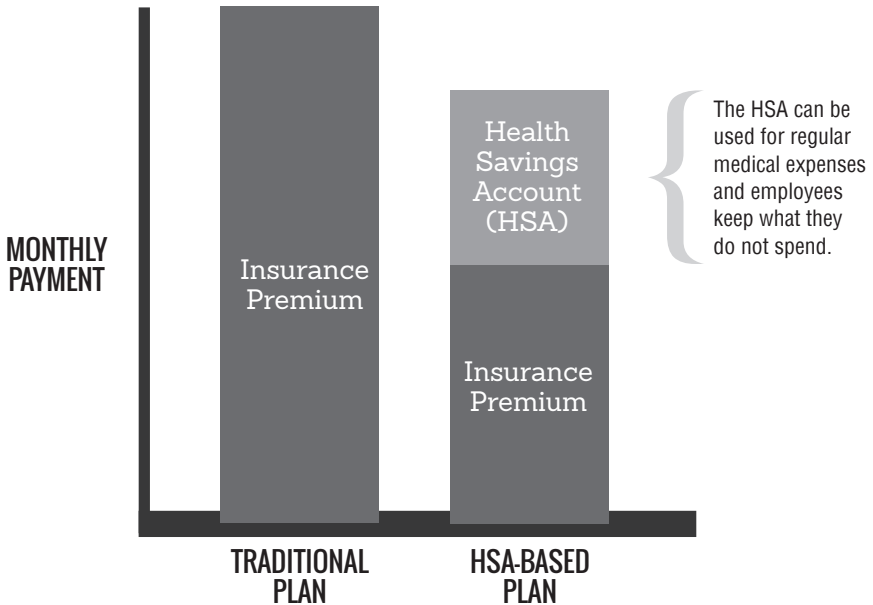 MONTHLY
PAYMENT
Insurance
Premium
Health
Savings
Account
(HSA)
Insurance
Premium
The HSA can be
used for regular
medical expenses
and employees
keep what they
do not spend.
TRADITIONAL
PLAN
HSA-BASED
PLAN